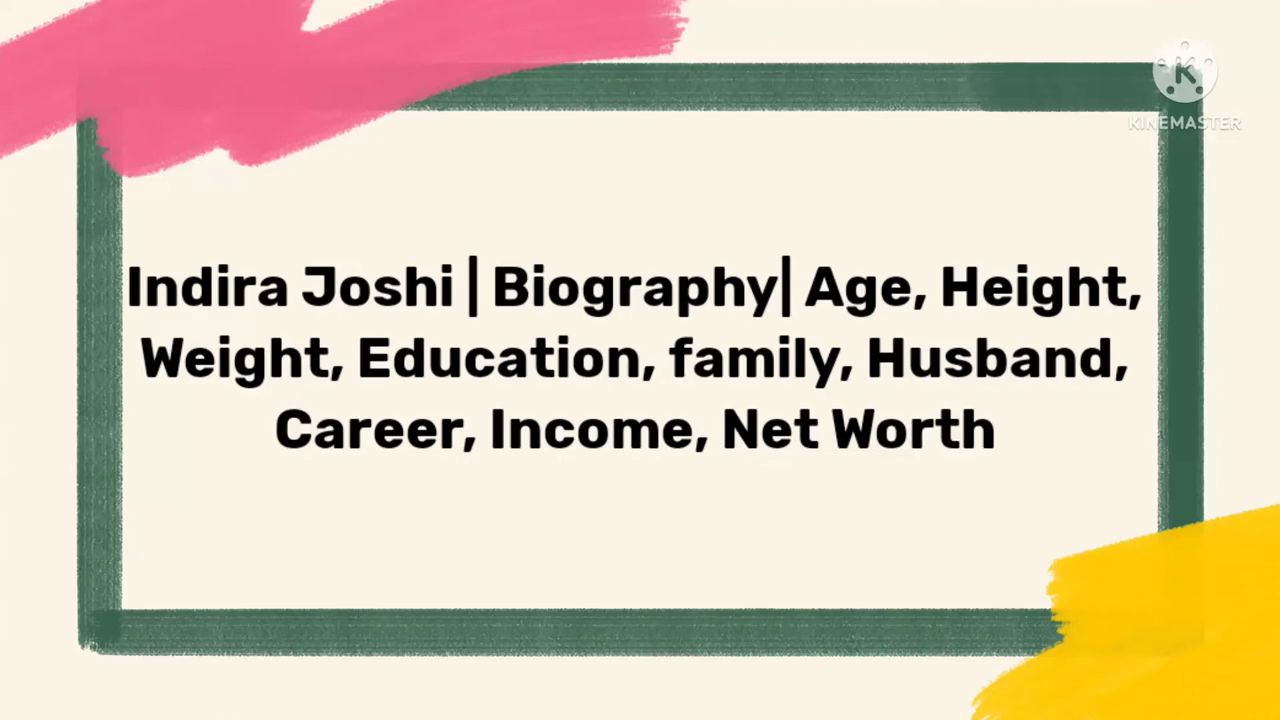 KINEMASTER
Indira Joshi | Biography| Age, Height,
Weight, Education, family, Husband,
Career, Income, Net Worth